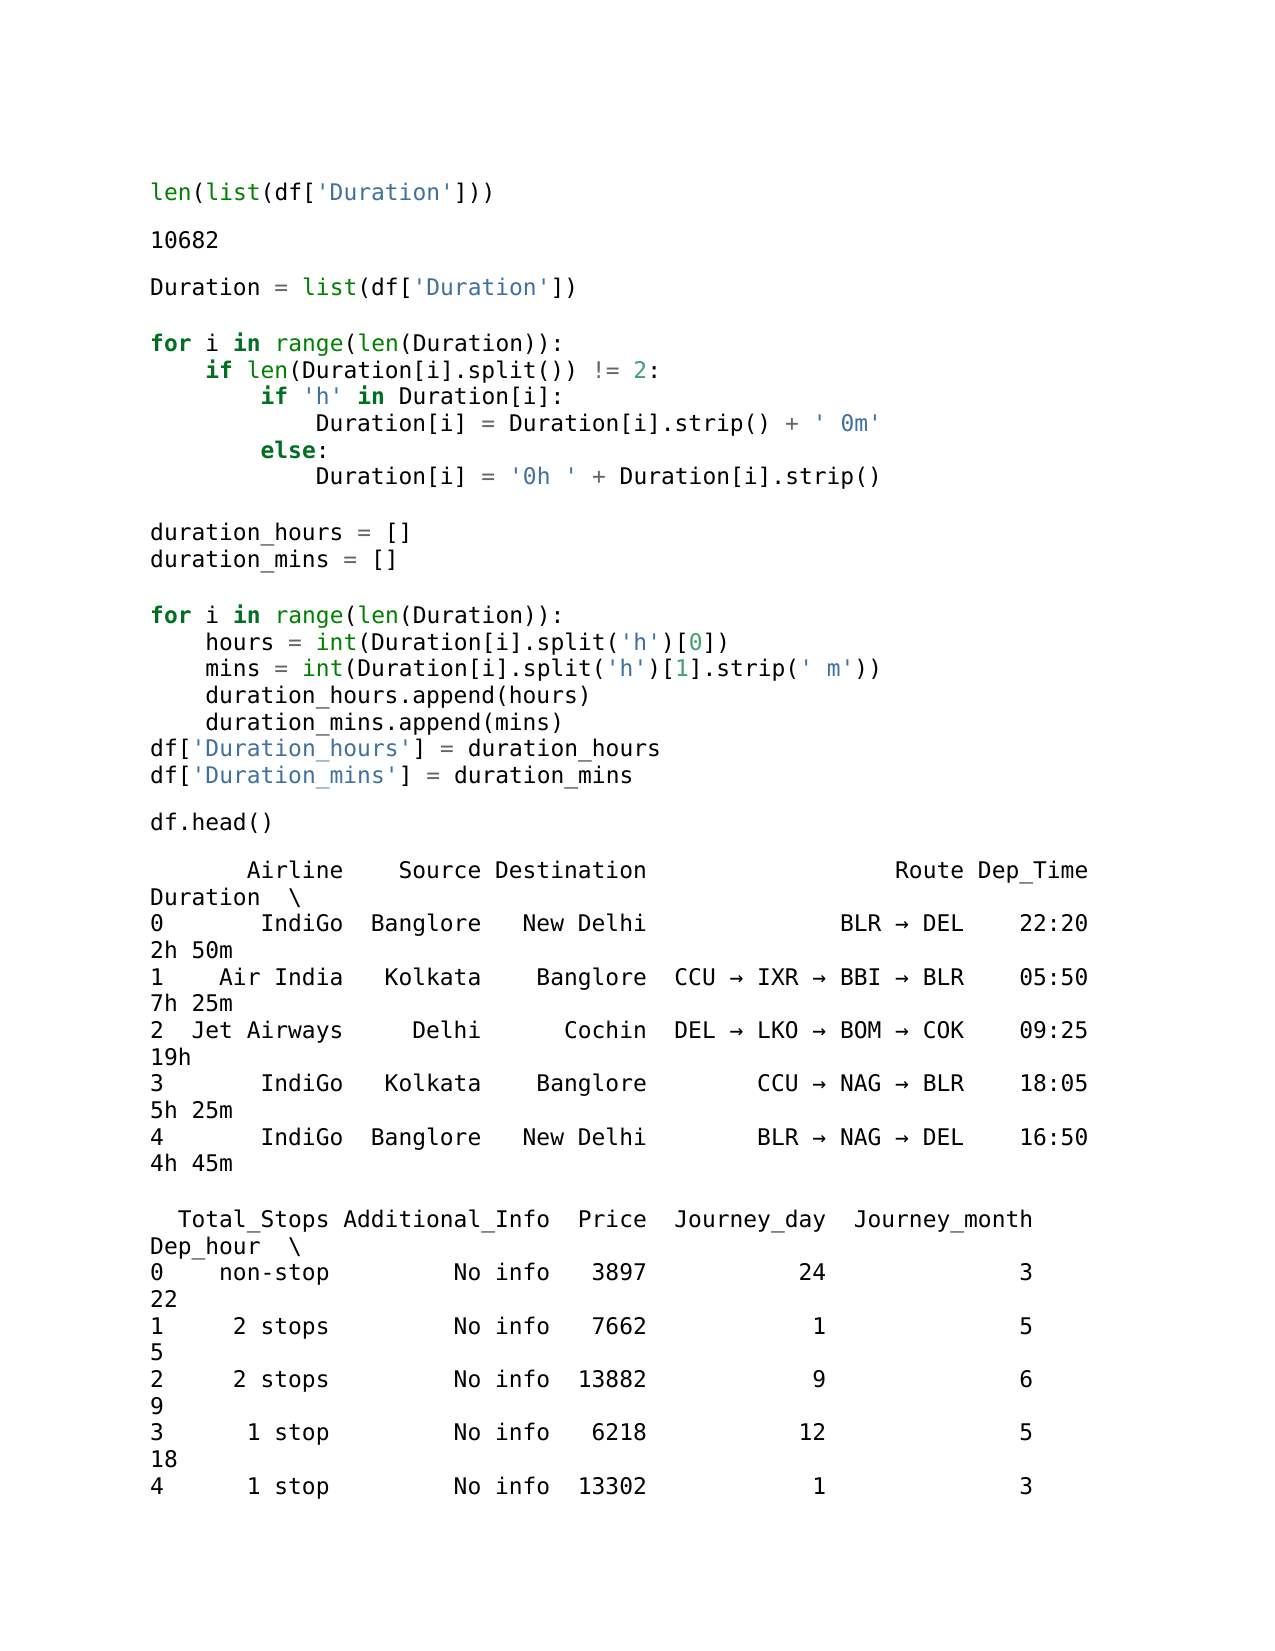 len(list(df['Duration']))
10682
Duration = list(df['Duration'])
for i in range(len(Duration)):
    if len(Duration[i].split()) != 2:
        if 'h' in Duration[i]:
            Duration[i] = Duration[i].strip() + ' 0m'
        else:
            Duration[i] = '0h ' + Duration[i].strip()
duration_hours = []
duration_mins = []
for i in range(len(Duration)):
    hours = int(Duration[i].split('h')[0])
    mins = int(Duration[i].split('h')[1].strip(' m'))
    duration_hours.append(hours)
    duration_mins.append(mins)
df['Duration_hours'] = duration_hours
df['Duration_mins'] = duration_mins
df.head()
       Airline    Source Destination                  Route Dep_Time
Duration  \
0       IndiGo  Banglore   New Delhi              BLR → DEL    22:20
2h 50m
1    Air India   Kolkata    Banglore  CCU → IXR → BBI → BLR    05:50
7h 25m
2  Jet Airways     Delhi      Cochin  DEL → LKO → BOM → COK    09:25
19h
3       IndiGo   Kolkata    Banglore        CCU → NAG → BLR    18:05
5h 25m
4       IndiGo  Banglore   New Delhi        BLR → NAG → DEL    16:50
4h 45m
  Total_Stops Additional_Info  Price  Journey_day  Journey_month
Dep_hour  \
0    non-stop         No info   3897           24              3
22
1     2 stops         No info   7662            1              5
5
2     2 stops         No info  13882            9              6
9
3      1 stop         No info   6218           12              5
18
4      1 stop         No info  13302            1              3